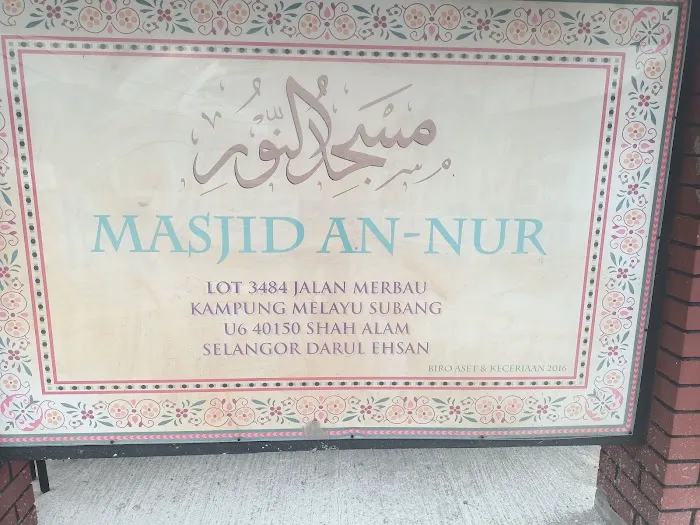 مسجد النور
MASJID AN-NUR
LOT 3484 JALAN MERBAU
KAMPUNG MELAYU SUBANG
U6 40150 SHAH ALAM
SELANGOR DARUL EHSAN
BIRO ASET & KECERIAAN 2016